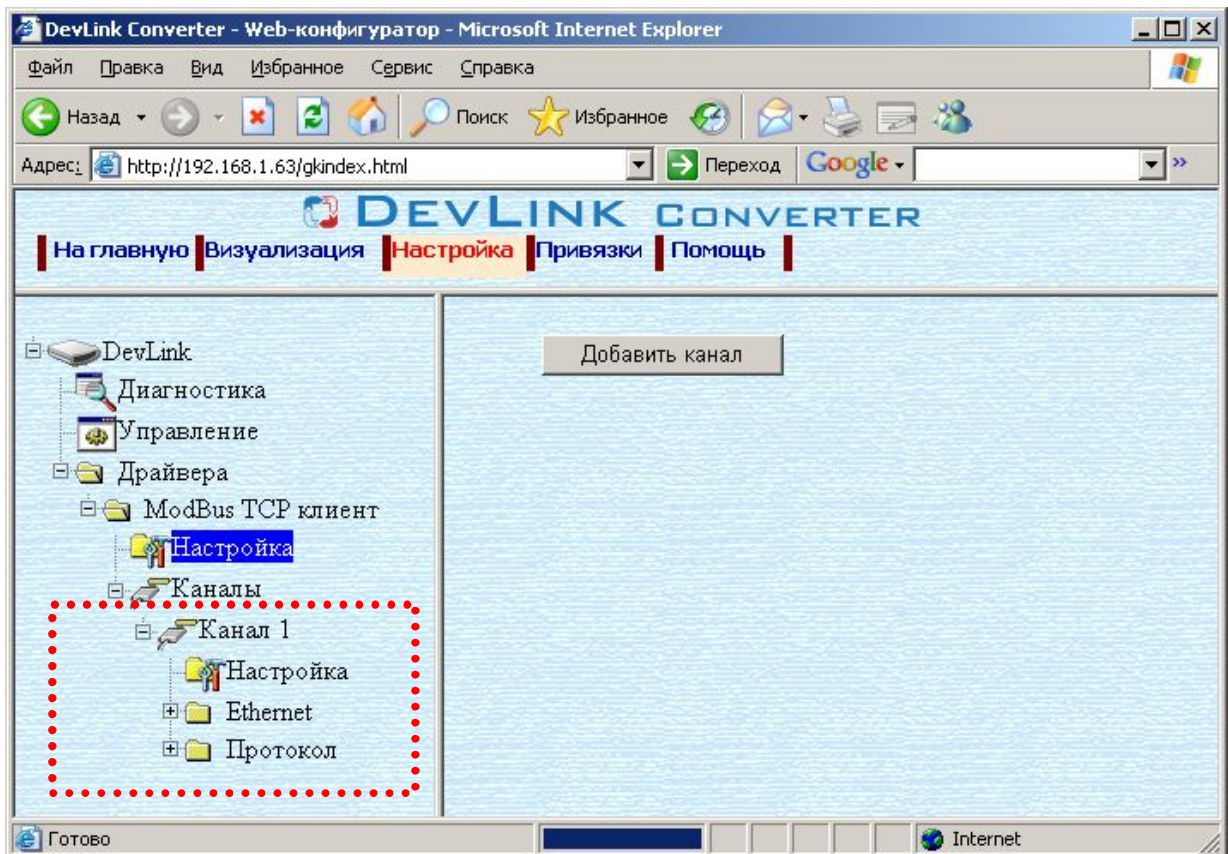 DevLink Converter - Web-конфигуратор - Microsoft Internet Explorer
Файл Правка Вид Избранное Сервис Справка
Назад Поиск Избранное
Адрес: http://192.168.1.63/gkindex.html Переход Google
DEVLINK CONVERTER
На главную Визуализация Настройка Привязки Помощь
DevLink
Добавить канал
Диагностика
Управление
Драйвера
ModBus TCP клиент
Настройка
Каналы
Канал 1
Настройка
Ethernet
Протокол
Готово Internet